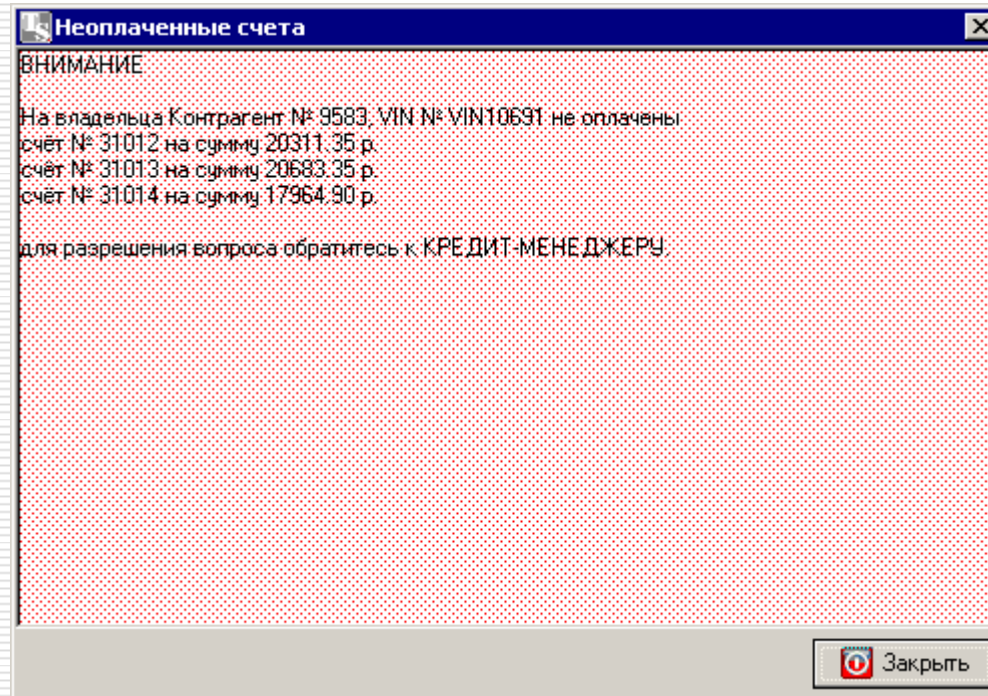 Неоплаченные счета
ВНИМАНИЕ
На владельца Контрагент № 9583, VIN № VIN10691 не оплачены
счёт № 31012 на сумму 20311.35 р.
счёт № 31013 на сумму 20683.35 р.
счёт № 31014 на сумму 17964.90 р.
для разрешения вопроса обратитесь к КРЕДИТ-МЕНЕДЖЕРУ.
Закрыть